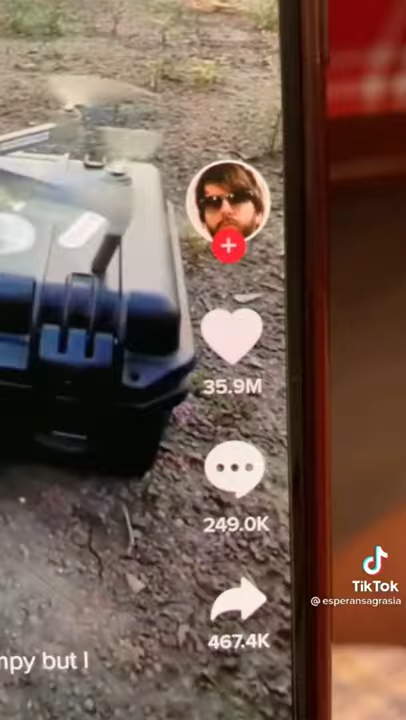 35.9M
249.0K
467.4K
mpy but I
TikTok
@esperansagrasia